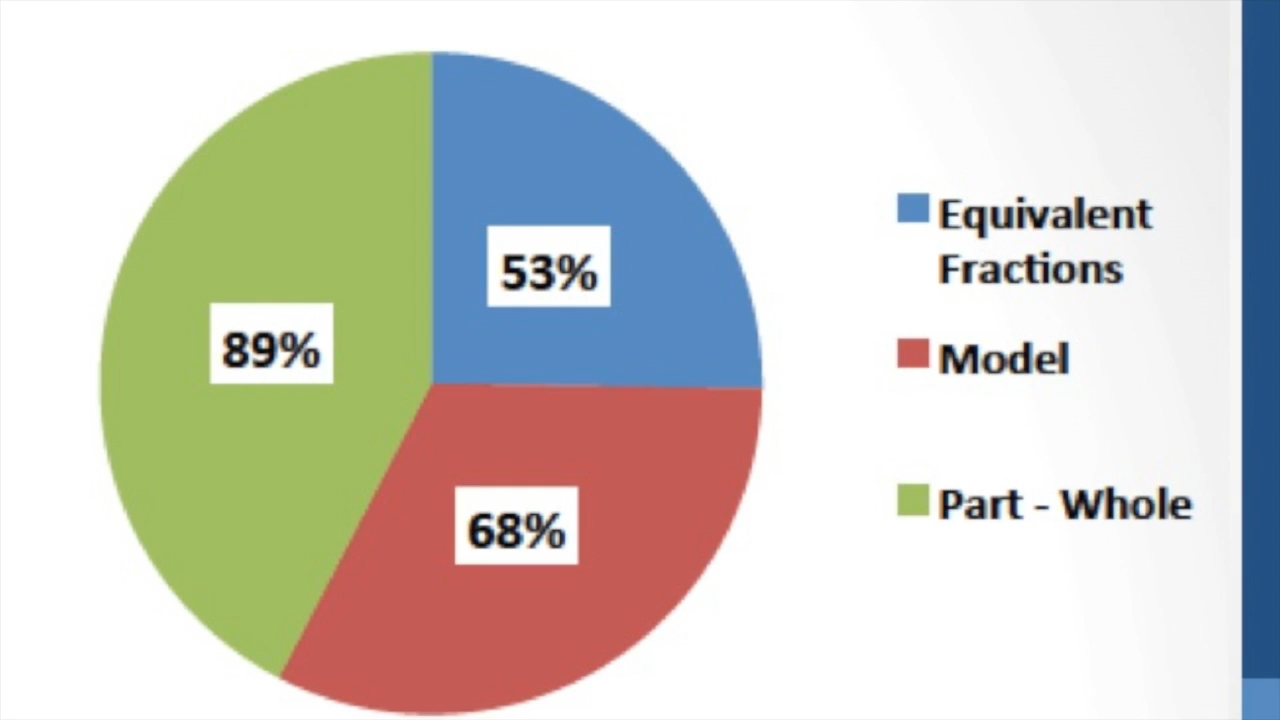 53%
89%
68%
Equivalent
Fractions
Model
Part - Whole